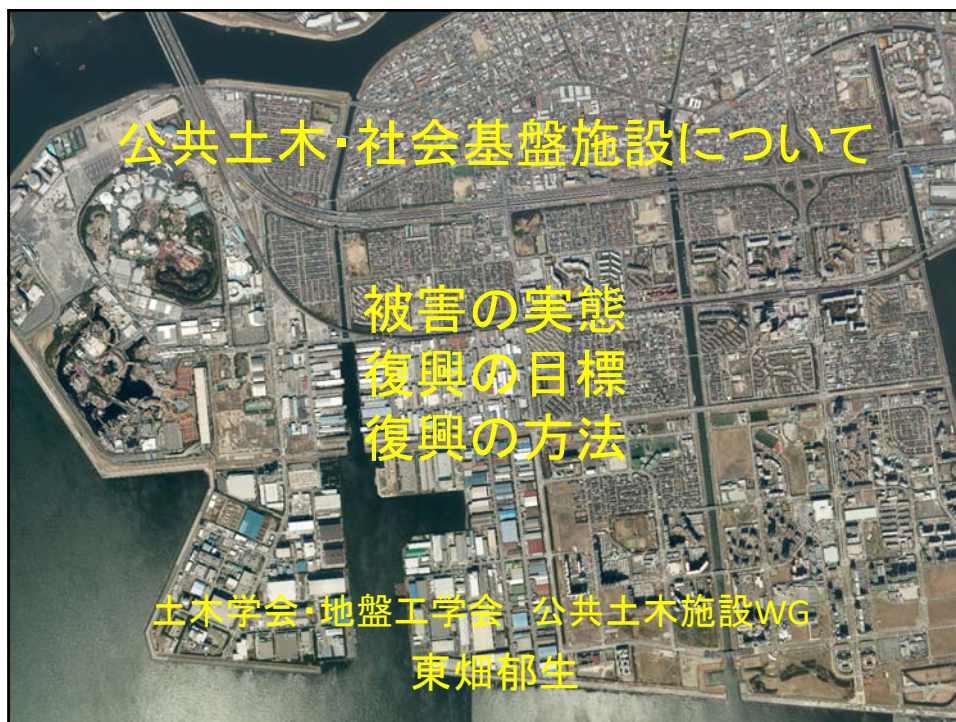 公共土木・社会基盤施設について
被害の実態
復興の目標
復興の方法
土木学会・地盤工学会　公共土木施設WG
東畑郁生